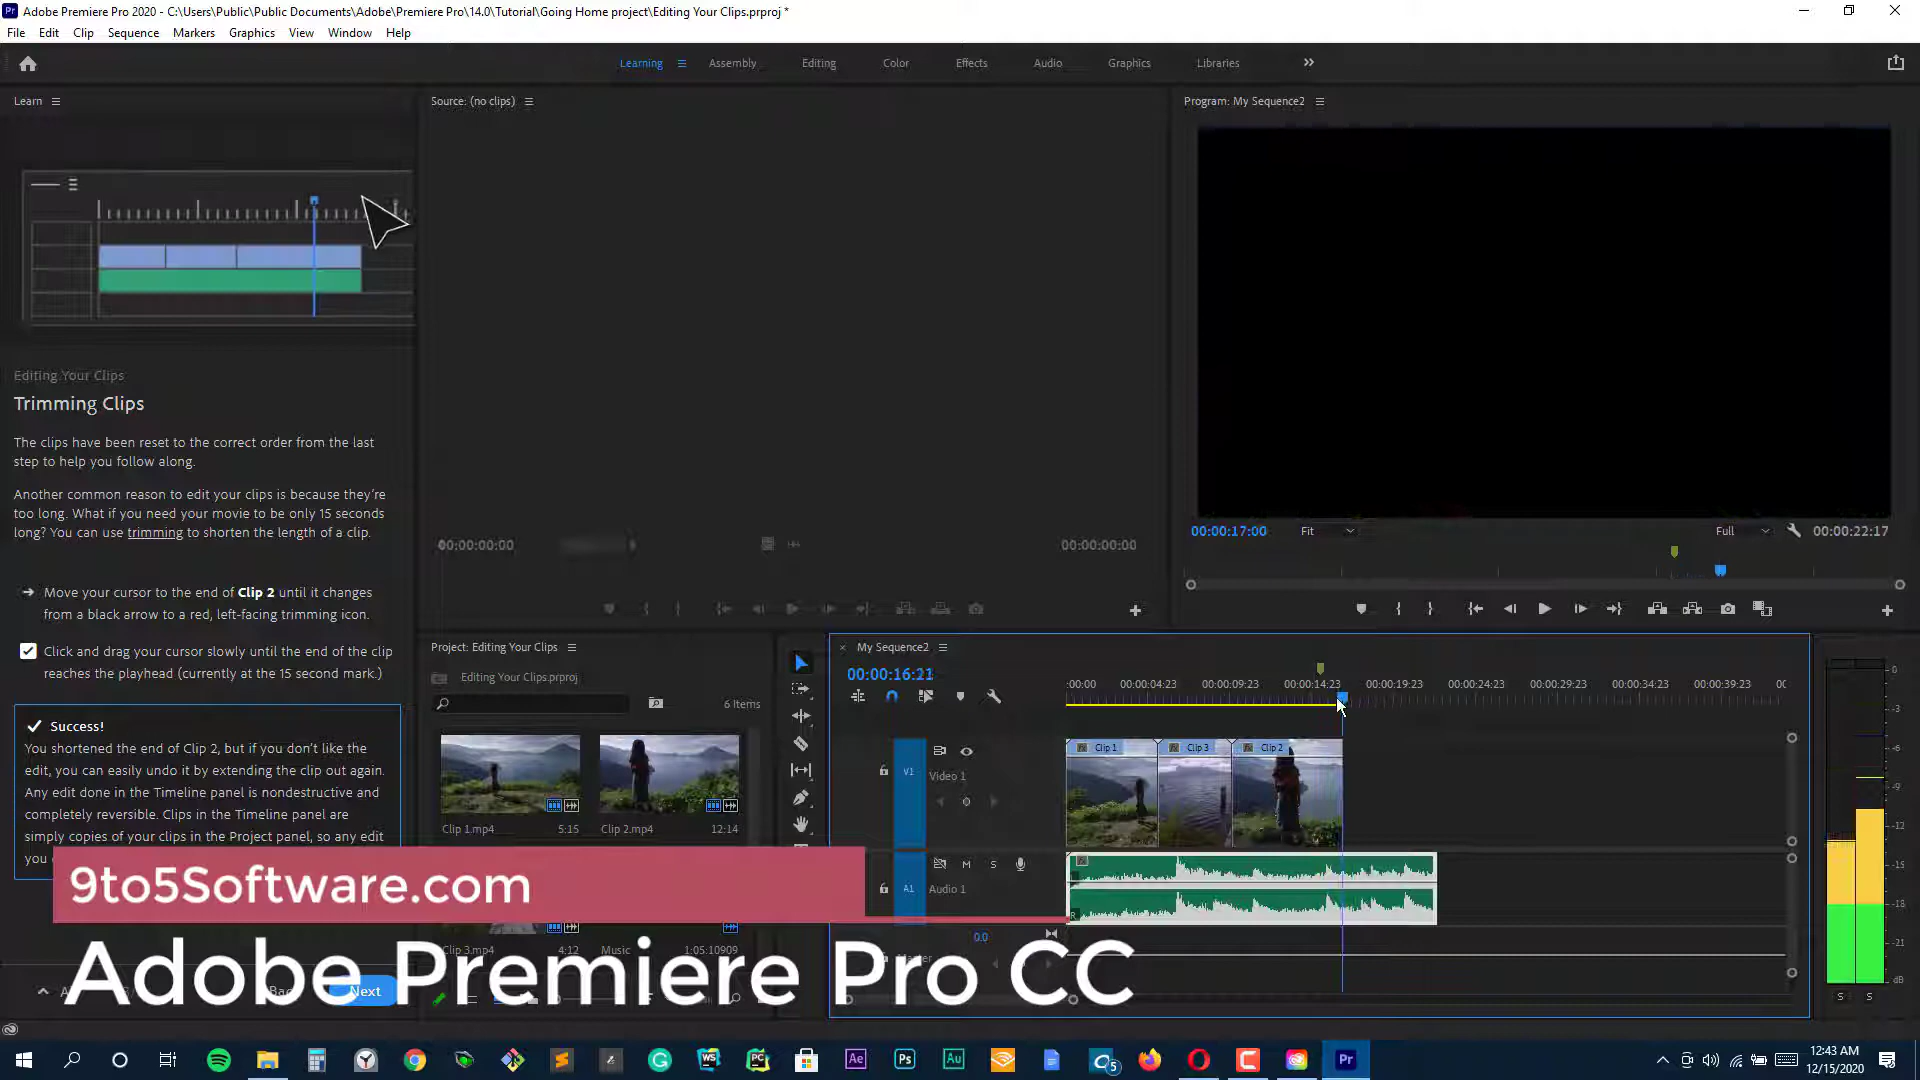 Adobe Premiere Pro 2020 - C:\Users\Public\Public Documents\Adobe\Premiere Pro\14.0\Tutorial\Going Home project\Editing Your Clips.prproj *
File Edit Clip Sequence Markers Graphics View Window Help
Learning Assembly Editing Color Effects Audio Graphics Libraries
Learn
Source: (no clips)
Program: My Sequence2
Editing Your Clips
Trimming Clips
The clips have been reset to the correct order from the last
step to help you follow along.
Another common reason to edit your clips is because they're
too long. What if you need your movie to be only 15 seconds
long? You can use trimming to shorten the length of a clip.
Move your cursor to the end of Clip 2 until it changes
from a black arrow to a red, left-facing trimming icon.
Click and drag your cursor slowly until the end of the clip
reaches the playhead (currently at the 15 second mark.)
Success!
You shortened the end of Clip 2, but if you don't like the
edit, you can easily undo it by extending the clip out again.
Any edit done in the Timeline panel is nondestructive and
completely reversible. Clips in the Timeline panel are
simply copies of your clips in the Project panel, so any edit
you
Next
00:00:00:00
00:00:00:00
00:00:17:00
Fit
Full
00:00:22:17
Project: Editing Your Clips
Editing Your Clips.prproj
6 Items
Clip 1.mp4 5:15
Clip 2.mp4 12:14
Clip 3.mp4 4:12
Music 1:05:10909
My Sequence2
00:00:16:21
:00:00 00:00:04:23 00:00:09:23 00:00:14:23 00:00:19:23 00:00:24:23 00:00:29:23 00:00:34:23 00:00:39:23
Clip 1 Clip 3 Clip 2
V1 Video 1
M S
A1 Audio 1
0.0
0
-3
-6
-9
-12
-15
-18
-21
dB
S S
9to5Software.com
Adobe Premiere Pro CC
Ae Ps Au Pr
12:43 AM
12/15/2020